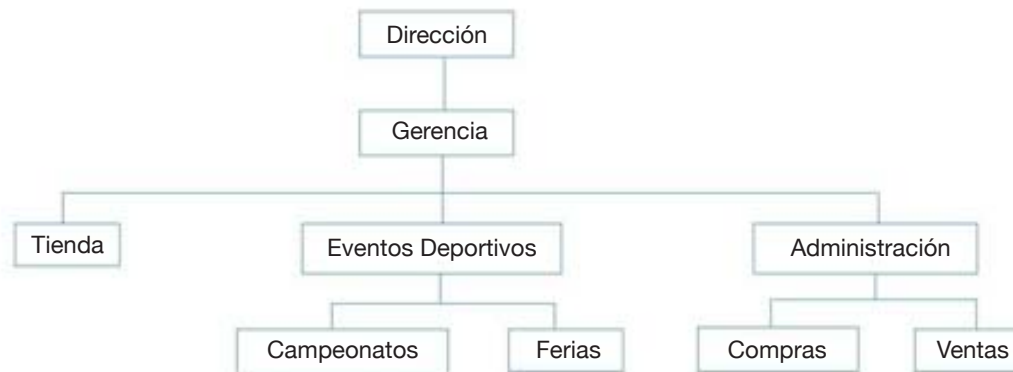 Dirección
Gerencia
Tienda
Eventos Deportivos
Administración
Campeonatos
Ferias
Compras
Ventas